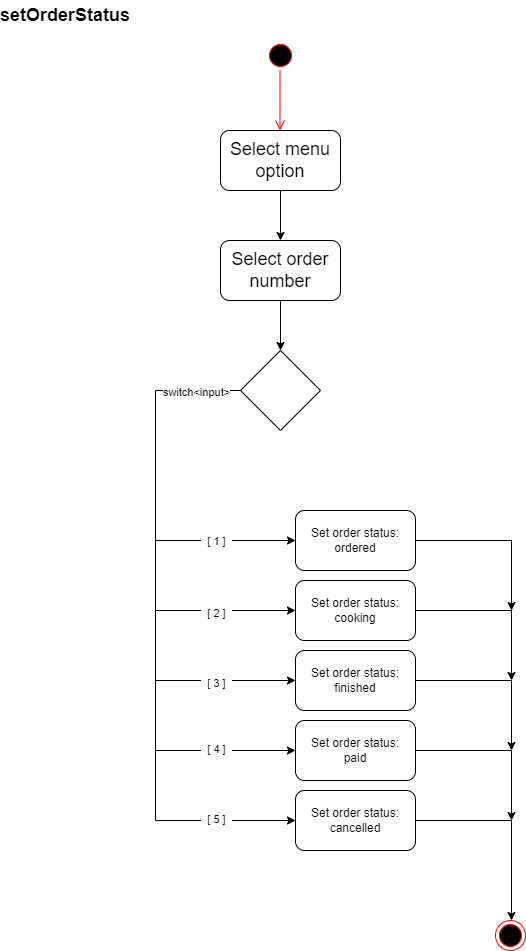 setOrderStatus
Select menu
option
Select order
number
switch<input>
[ 1 ]
Set order status:
ordered
[ 2 ]
Set order status:
cooking
[ 3 ]
Set order status:
finished
[ 4 ]
Set order status:
paid
[ 5 ]
Set order status:
cancelled